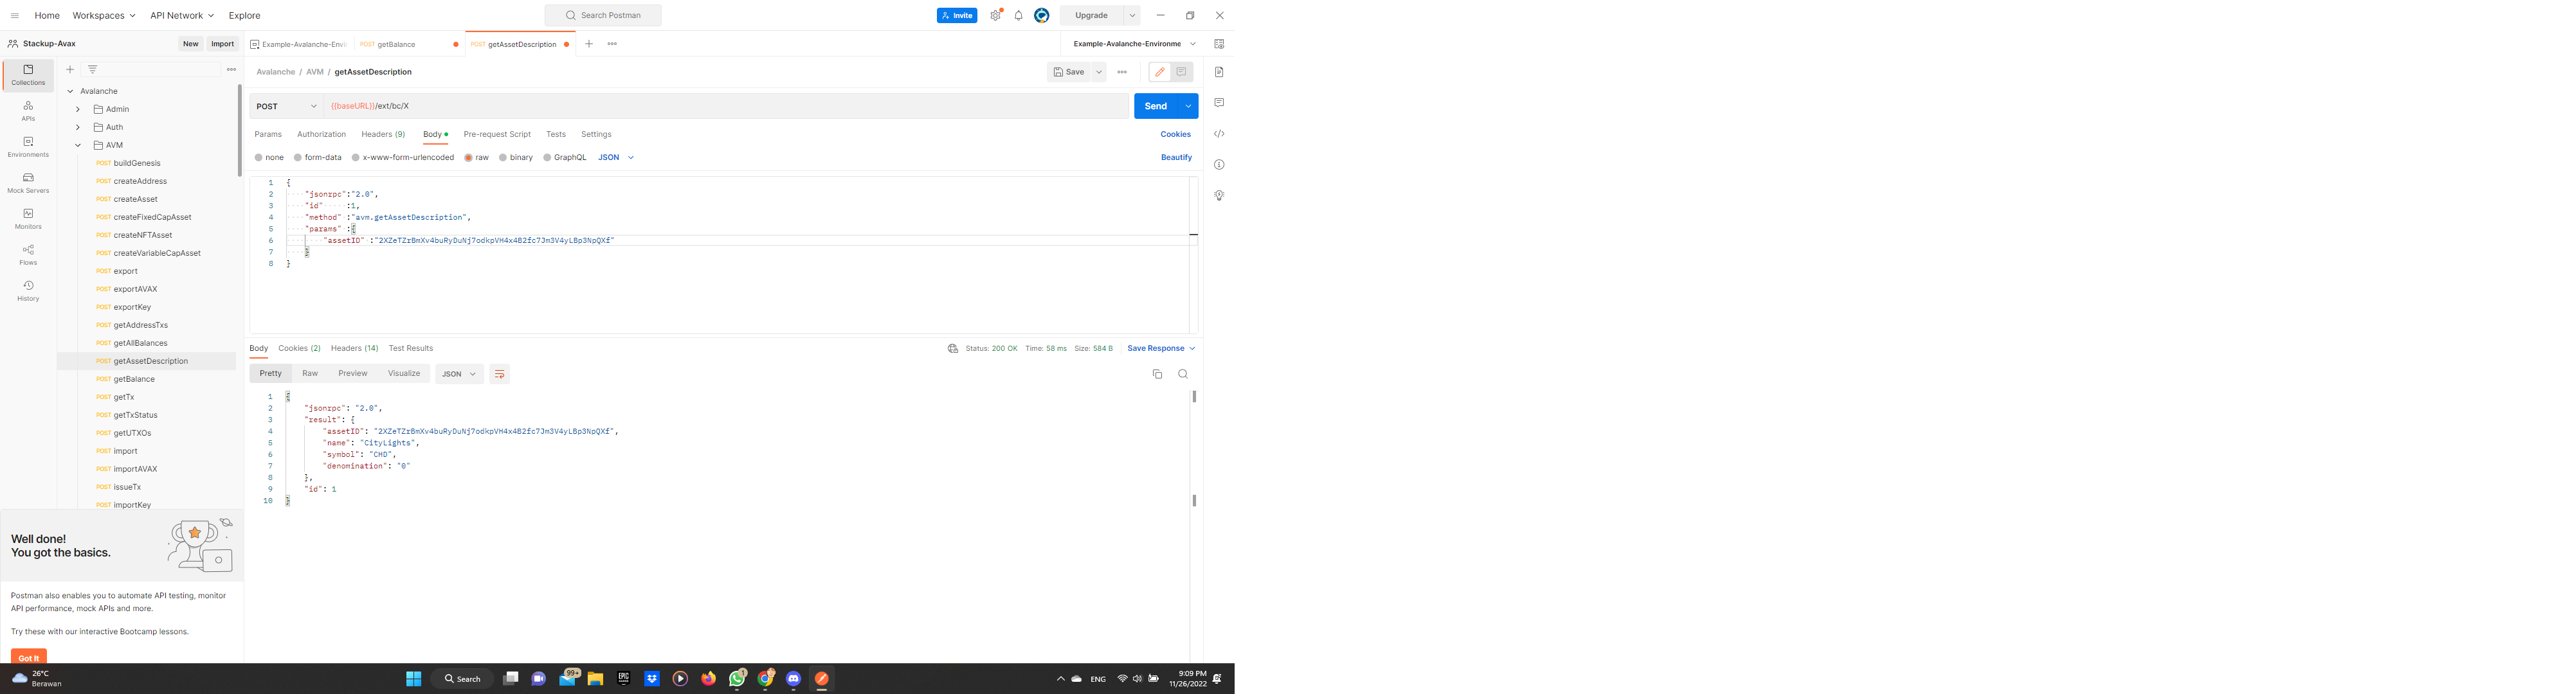 Home Workspaces API Network Explore
Search Postman
Invite
Upgrade
Stackup-Avax
New Import
Example-Avalanche-Envi
POST getBalance
POST getAssetDescription
Example-Avalanche-Environme
Collections
APIs
Environments
Mock Servers
Monitors
Flows
History
Avalanche
Admin
Auth
AVM
POST buildGenesis
POST createAddress
POST createAsset
POST createFixedCapAsset
POST createNFTAsset
POST createVariableCapAsset
POST export
POST exportAVAX
POST exportKey
POST getAddressTxs
POST getAllBalances
POST getAssetDescription
POST getBalance
POST getTx
POST getTxStatus
POST getUTXOs
POST import
POST importAVAX
POST issueTx
POST importKey
Well done!
You got the basics.
Postman also enables you to automate API testing, monitor
API performance, mock APIs and more.
Try these with our interactive Bootcamp lessons.
Got It
Avalanche / AVM / getAssetDescription
Save
POST {{baseURL}}/ext/bc/X
Send
Params Authorization Headers (9) Body Pre-request Script Tests Settings
Cookies
none form-data x-www-form-urlencoded raw binary GraphQL JSON
Beautify
1 {
2 "jsonrpc":"2.0",
3 "id" :1,
4 "method" :"avm.getAssetDescription",
5 "params" :{
6 "assetID" :"2XZeTZrBmXv4buRyDuNj7odkpVH4x4B2fc7Jm3V4yLBp3NpQXf"
7 }
8 }
Body Cookies (2) Headers (14) Test Results
Status: 200 OK Time: 58 ms Size: 584 B Save Response
Pretty Raw Preview Visualize JSON
1 {
2 "jsonrpc": "2.0",
3 "result": {
4 "assetID": "2XZeTZrBmXv4buRyDuNj7odkpVH4x4B2fc7Jm3V4yLBp3NpQXf",
5 "name": "CityLights",
6 "symbol": "CHD",
7 "denomination": "0"
8 },
9 "id": 1
10 }
26°C
Berawan
Search
99+
EPIC
ENG
9:09 PM
11/26/2022